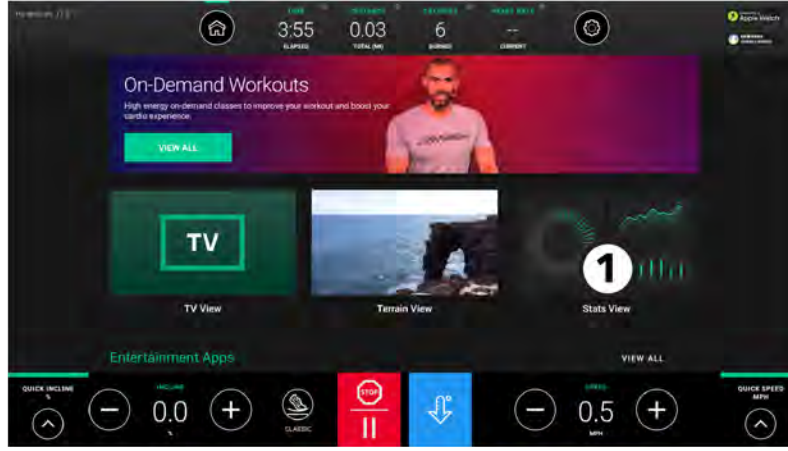 TIME
DISTANCE
CALORIES
HEART RATE
3:55
0.03
6
--
ELAPSED
TOTAL (MI)
BURNED
CURRENT
Apple Watch
On-Demand Workouts
High energy on-demand classes to improve your workout and boost your
cardio experience.
VIEW ALL
TV
1
TV View
Terrain View
Stats View
Entertainment Apps
VIEW ALL
QUICK INCLINE
%
INCLINE
0.0
%
CLASSIC
STOP
SPEED
0.5
MPH
QUICK SPEED
MPH